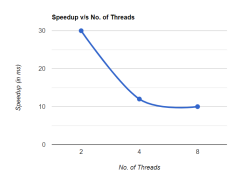 Speedup v/s No. of Threads
30
20
10
0
2 4 8
Speedup (in ms)
No. of Threads